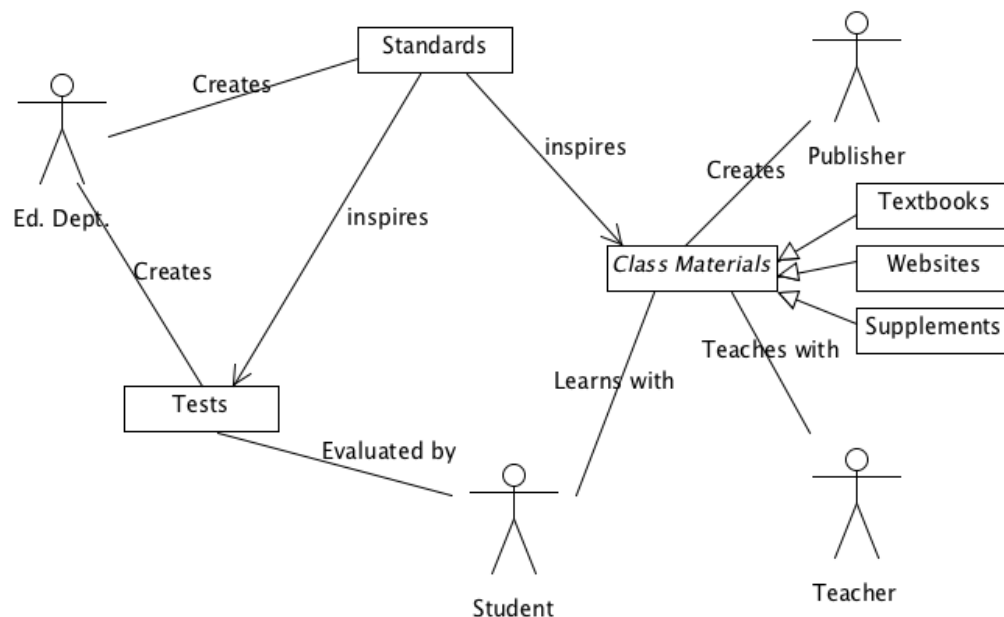 Standards
Creates
Publisher
inspires
Creates
Ed. Dept.
inspires
Textbooks
Class Materials
Websites
Creates
Supplements
Teaches with
Learns with
Tests
Evaluated by
Student
Teacher